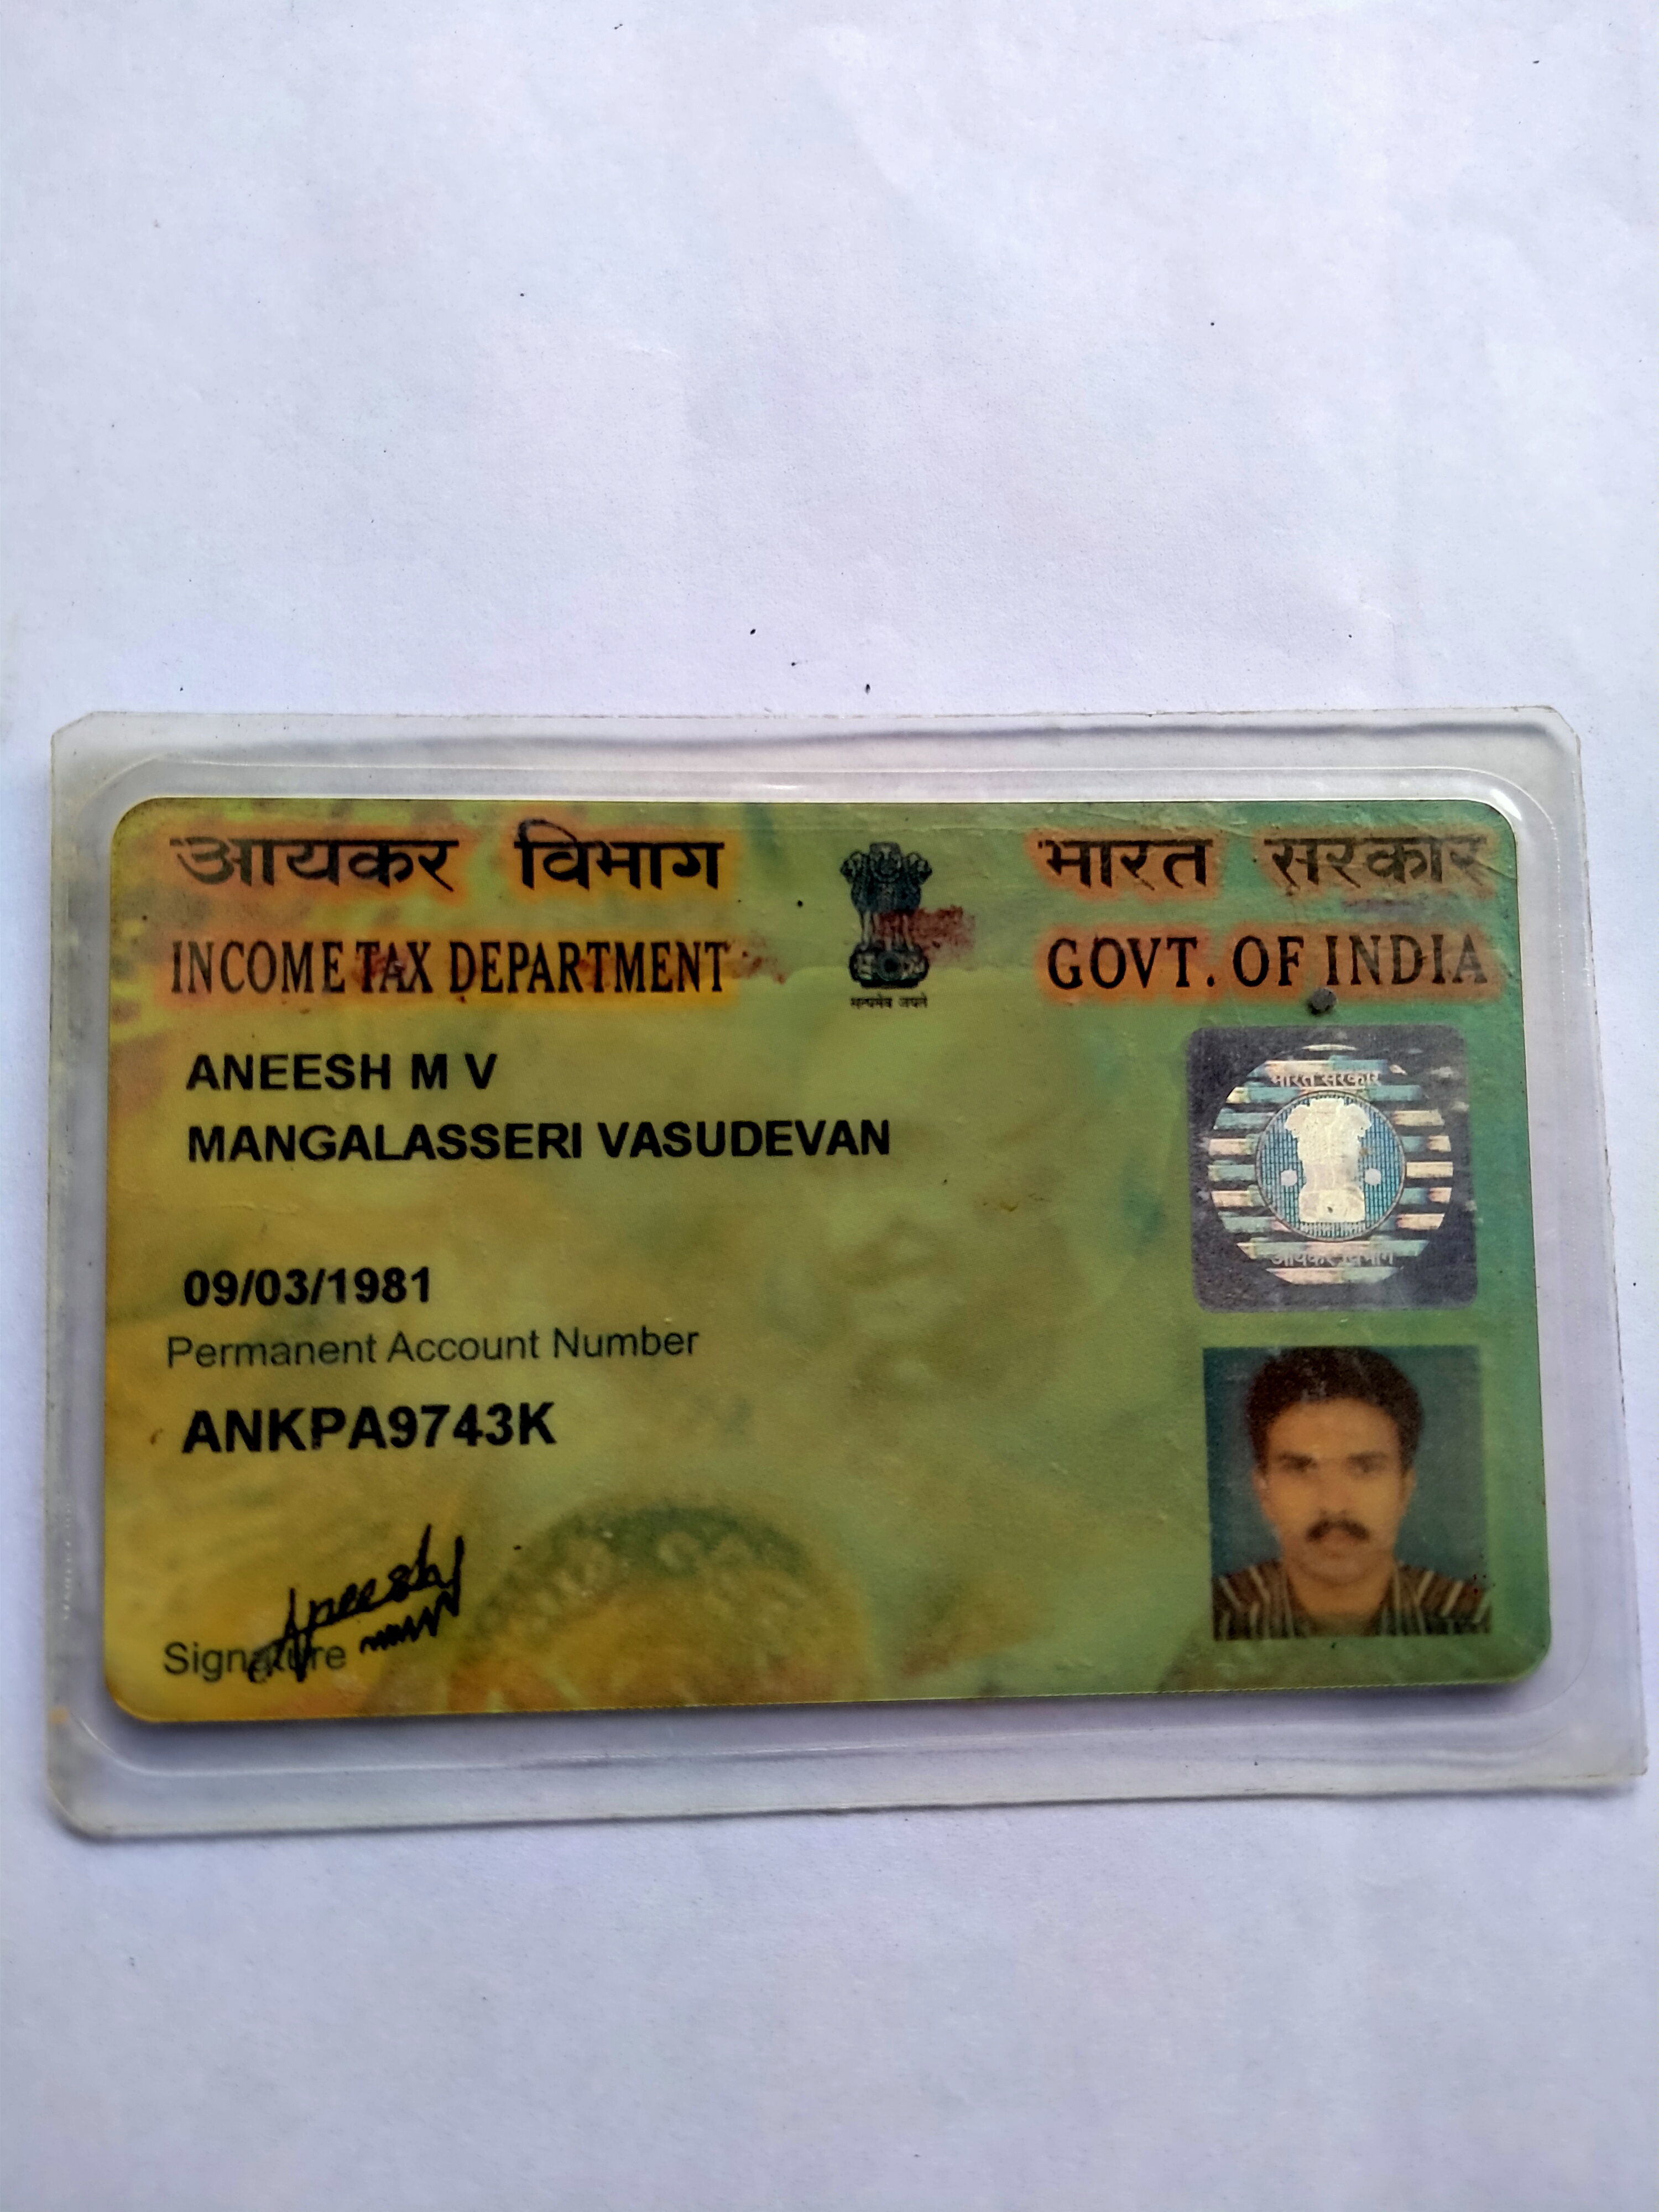 आयकर विभाग
भारत सरकार
INCOME TAX DEPARTMENT
GOVT. OF INDIA
सत्यमेव जयते
ANEESH M V
MANGALASSERI VASUDEVAN
भारत सरकार
आयकर विभाग
09/03/1981
Permanent Account Number
ANKPA9743K
Aneesh
Signature